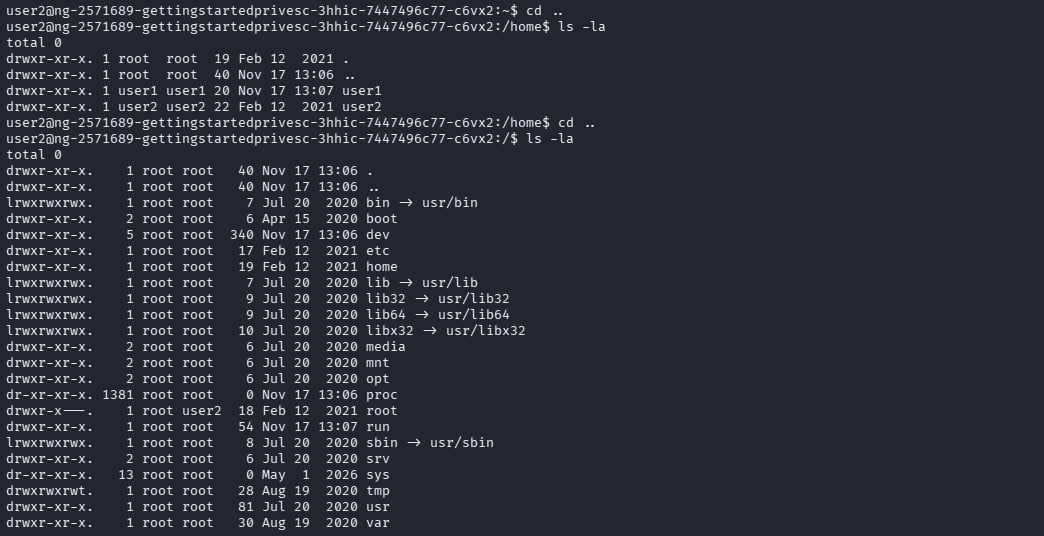 user2@ng-2571689-gettingstartedprivesc-3hhic-7447496c77-c6vx2:~$ cd ..
user2@ng-2571689-gettingstartedprivesc-3hhic-7447496c77-c6vx2:/home$ ls -la
total 0
drwxr-xr-x. 1 root  root  19 Feb 12  2021 .
drwxr-xr-x. 1 root  root  40 Nov 17 13:06 ..
drwxr-xr-x. 1 user1 user1 20 Nov 17 13:07 user1
drwxr-xr-x. 1 user2 user2 22 Feb 12  2021 user2
user2@ng-2571689-gettingstartedprivesc-3hhic-7447496c77-c6vx2:/home$ cd ..
user2@ng-2571689-gettingstartedprivesc-3hhic-7447496c77-c6vx2:/$ ls -la
total 0
drwxr-xr-x.    1 root root   40 Nov 17 13:06 .
drwxr-xr-x.    1 root root   40 Nov 17 13:06 ..
lrwxrwxrwx.    1 root root    7 Jul 20  2020 bin -> usr/bin
drwxr-xr-x.    2 root root    6 Apr 15  2020 boot
drwxr-xr-x.    5 root root  340 Nov 17 13:06 dev
drwxr-xr-x.    1 root root   17 Feb 12  2021 etc
drwxr-xr-x.    1 root root   19 Feb 12  2021 home
lrwxrwxrwx.    1 root root    7 Jul 20  2020 lib -> usr/lib
lrwxrwxrwx.    1 root root    9 Jul 20  2020 lib32 -> usr/lib32
lrwxrwxrwx.    1 root root    9 Jul 20  2020 lib64 -> usr/lib64
lrwxrwxrwx.    1 root root   10 Jul 20  2020 libx32 -> usr/libx32
drwxr-xr-x.    2 root root    6 Jul 20  2020 media
drwxr-xr-x.    2 root root    6 Jul 20  2020 mnt
drwxr-xr-x.    2 root root    6 Jul 20  2020 opt
dr-xr-xr-x. 1381 root root    0 Nov 17 13:06 proc
drwxr-x---.    1 root user2  18 Feb 12  2021 root
drwxr-xr-x.    1 root root   54 Nov 17 13:07 run
lrwxrwxrwx.    1 root root    8 Jul 20  2020 sbin -> usr/sbin
drwxr-xr-x.    2 root root    6 Jul 20  2020 srv
dr-xr-xr-x.   13 root root    0 May  1  2026 sys
drwxrwxrwt.    1 root root   28 Aug 19  2020 tmp
drwxr-xr-x.    1 root root   81 Jul 20  2020 usr
drwxr-xr-x.    1 root root   30 Aug 19  2020 var